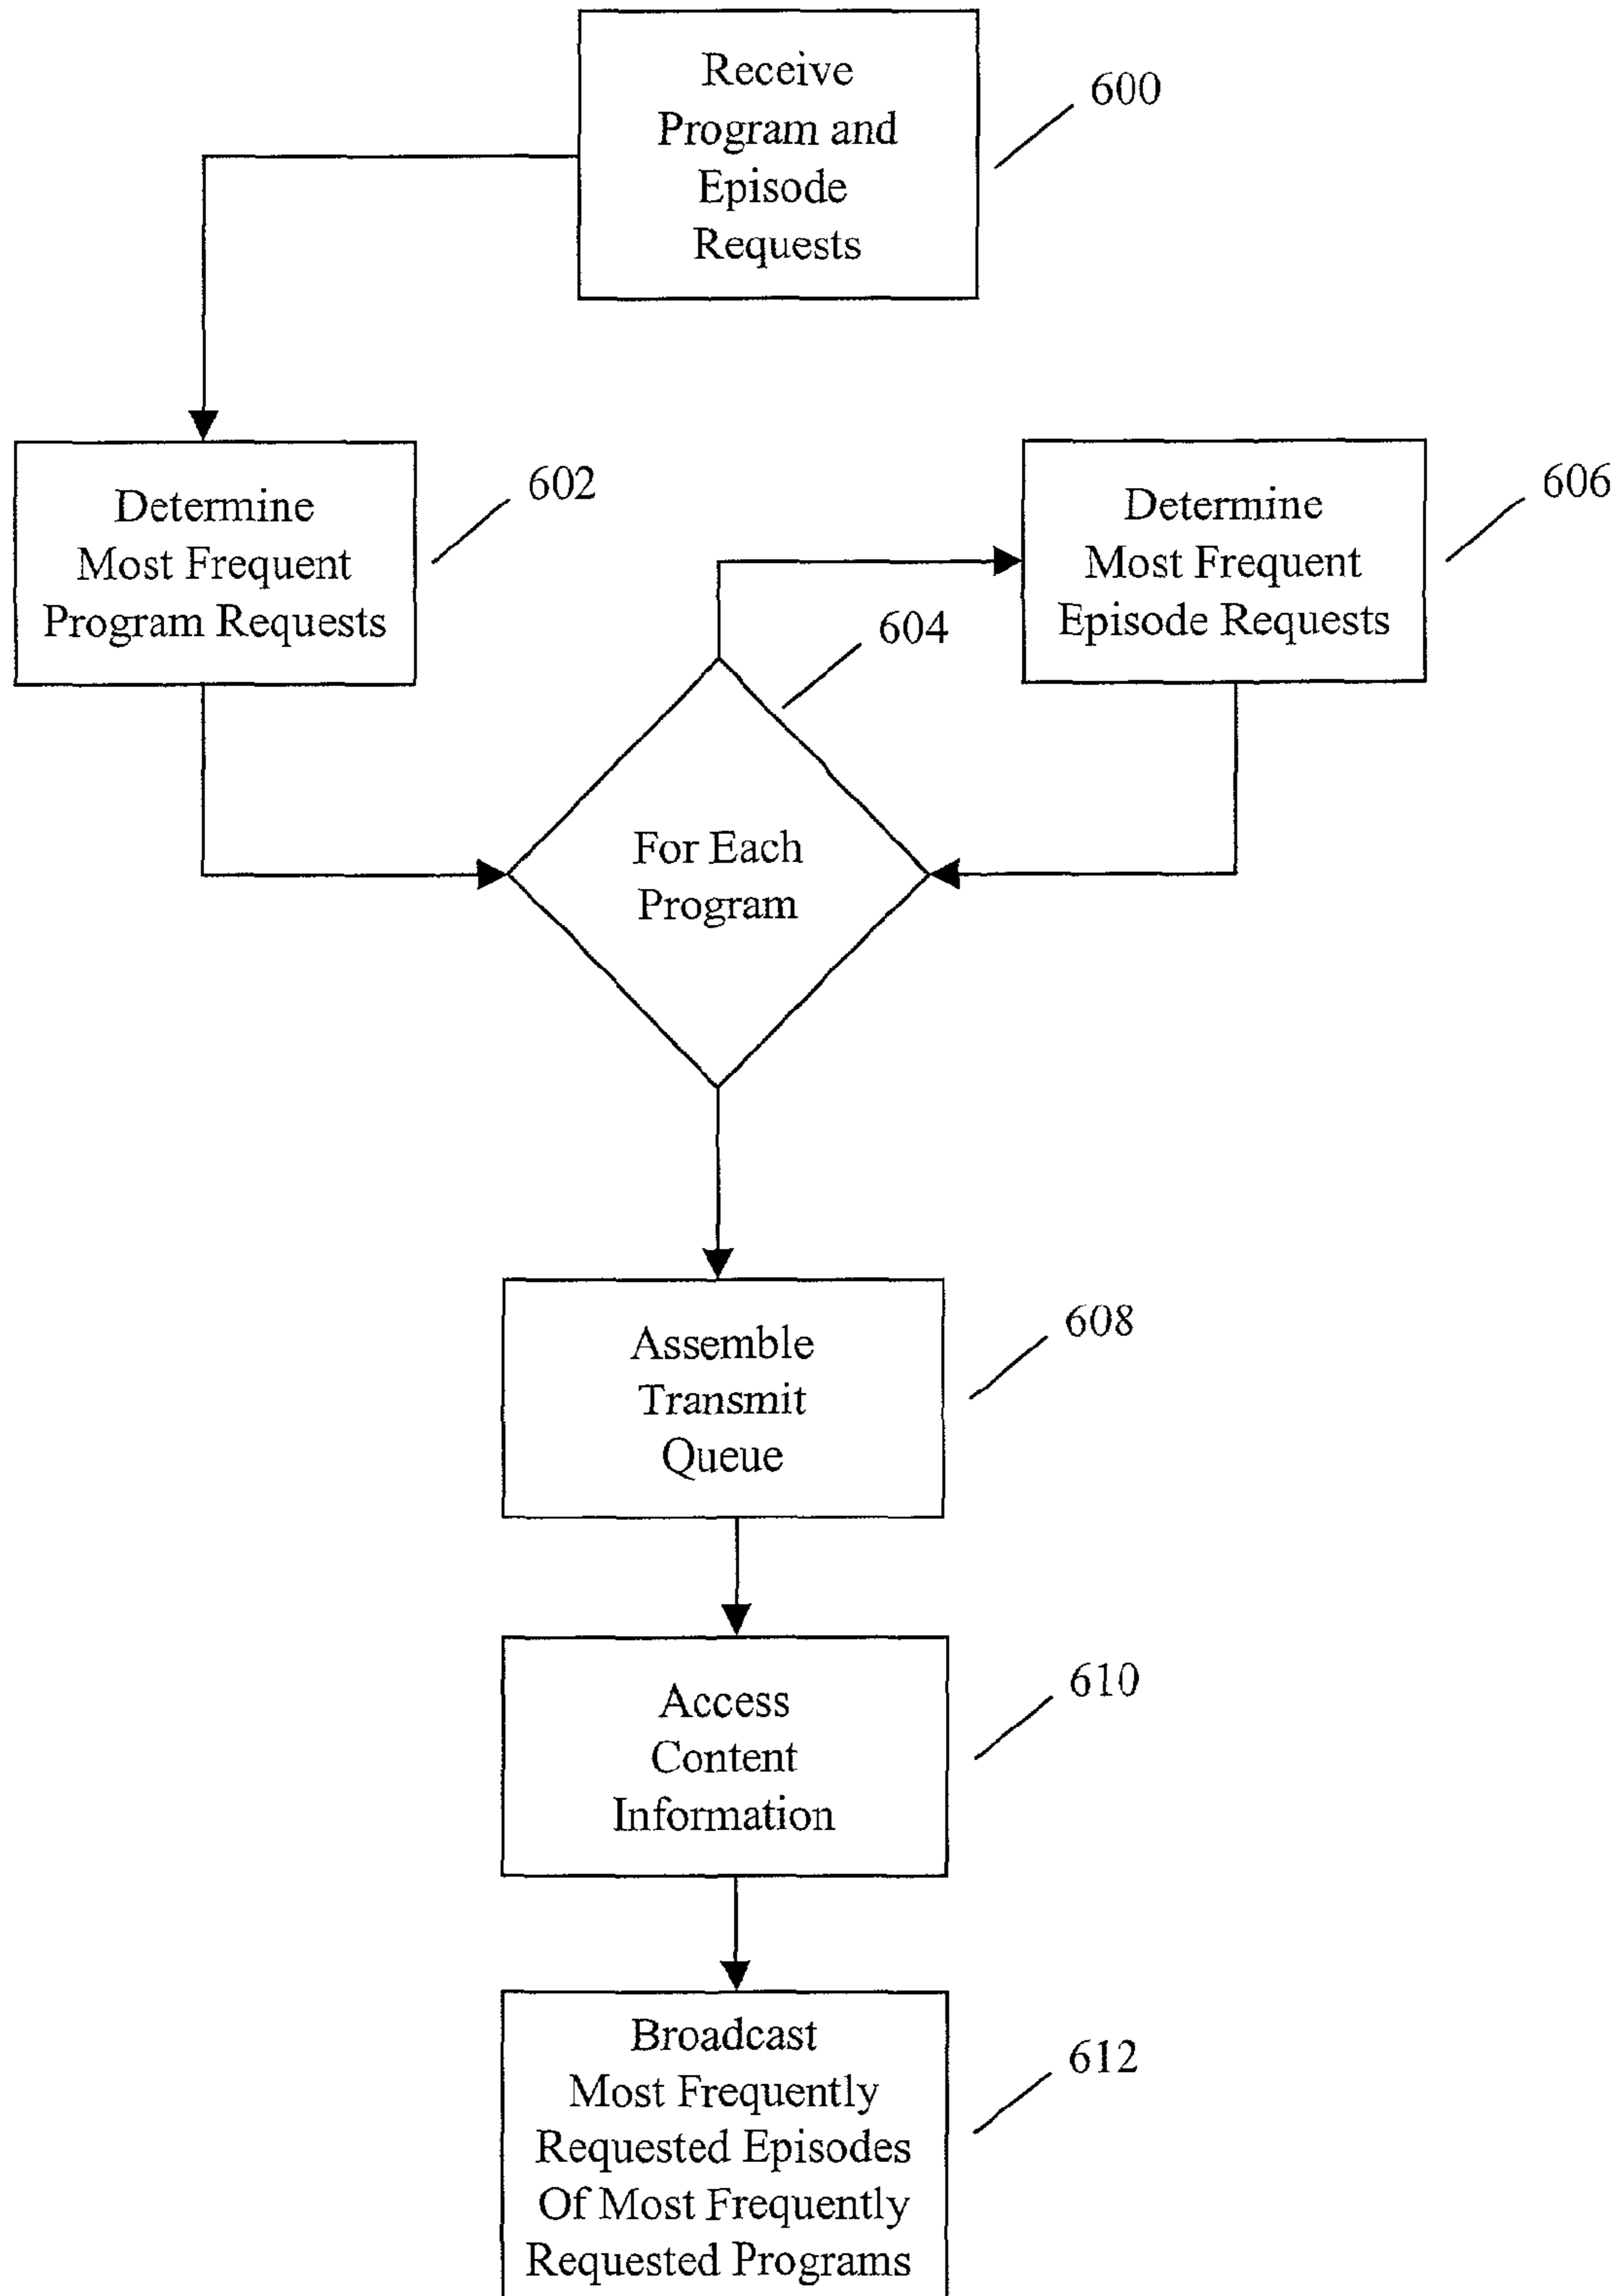 Receive
Program and
Episode
Requests
600
Determine
Most Frequent
Program Requests
602
Determine
Most Frequent
Episode Requests
606
604
For Each
Program
Assemble
Transmit
Queue
608
Access
Content
Information
610
Broadcast
Most Frequently
Requested Episodes
Of Most Frequently
Requested Programs
612